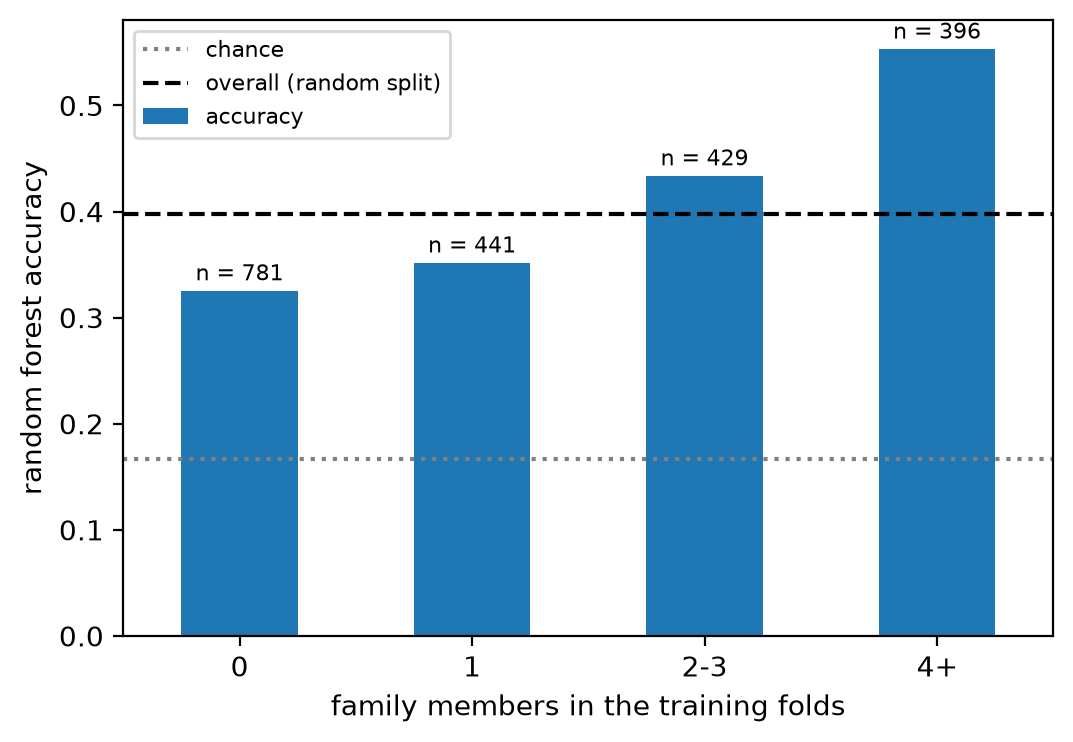 n = 396
chance
overall (random split)
accuracy
n = 429
n = 441
n = 781
random forest accuracy
0.5
0.4
0.3
0.2
0.1
0.0
0
1
2-3
4+
family members in the training folds